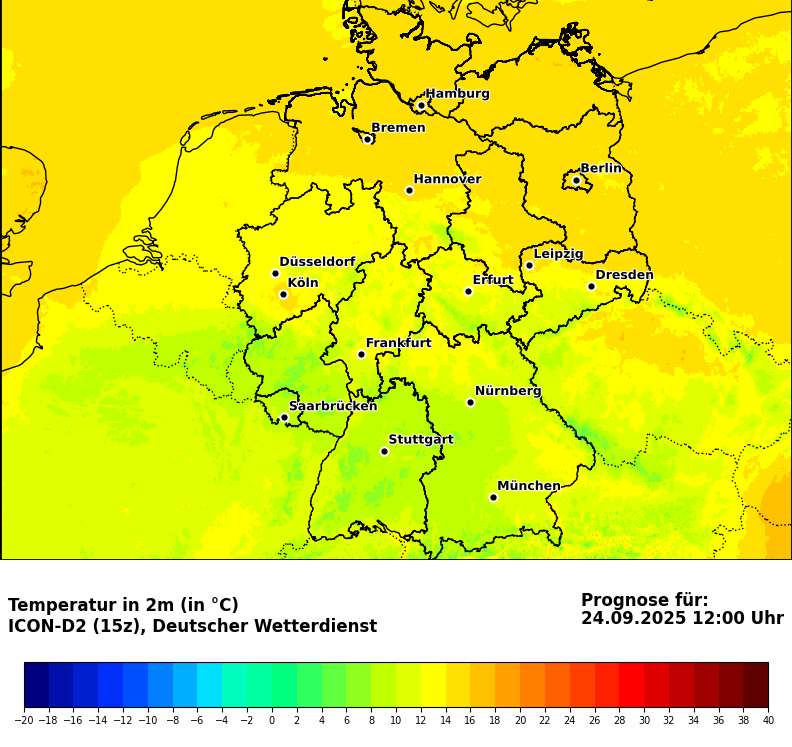 Hamburg
Bremen
Berlin
Hannover
Leipzig
Düsseldorf
Dresden
Köln
Erfurt
Frankfurt
Nürnberg
Saarbrücken
Stuttgart
München
Temperatur in 2m (in °C)
ICON-D2 (15z), Deutscher Wetterdienst
Prognose für:
24.09.2025 12:00 Uhr
−20 −18 −16 −14 −12 −10 −8 −6 −4 −2 0 2 4 6 8 10 12 14 16 18 20 22 24 26 28 30 32 34 36 38 40